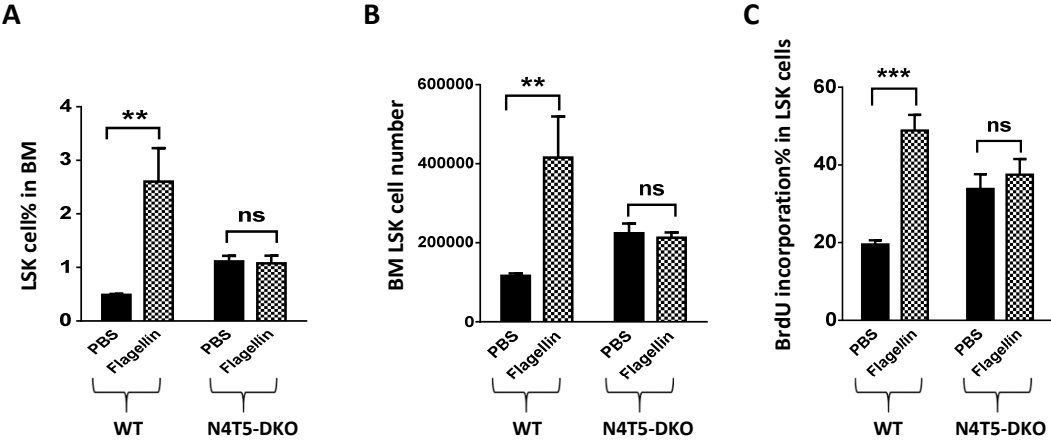 A
LSK cell% in BM
4
3
2
1
0
**
ns
PBS
Flagellin
PBS
Flagellin
WT
N4T5-DKO
B
BM LSK cell number
600000
400000
200000
0
**
ns
PBS
Flagellin
PBS
Flagellin
WT
N4T5-DKO
C
BrdU incorporation% in LSK cells
60
40
20
0
***
ns
PBS
Flagellin
PBS
Flagellin
WT
N4T5-DKO